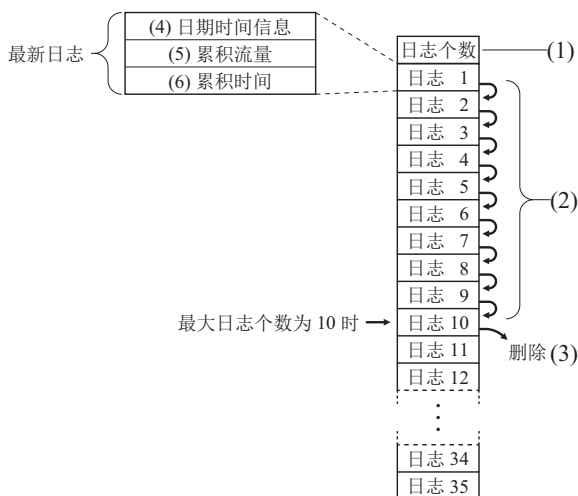 (4) 日期时间信息
最新日志
(5) 累积流量
(6) 累积时间
日志个数
(1)
日志 1
日志 2
日志 3
日志 4
日志 5
日志 6
(2)
日志 7
日志 8
日志 9
最大日志个数为 10 时
日志 10
删除 (3)
日志 11
日志 12
日志 34
日志 35